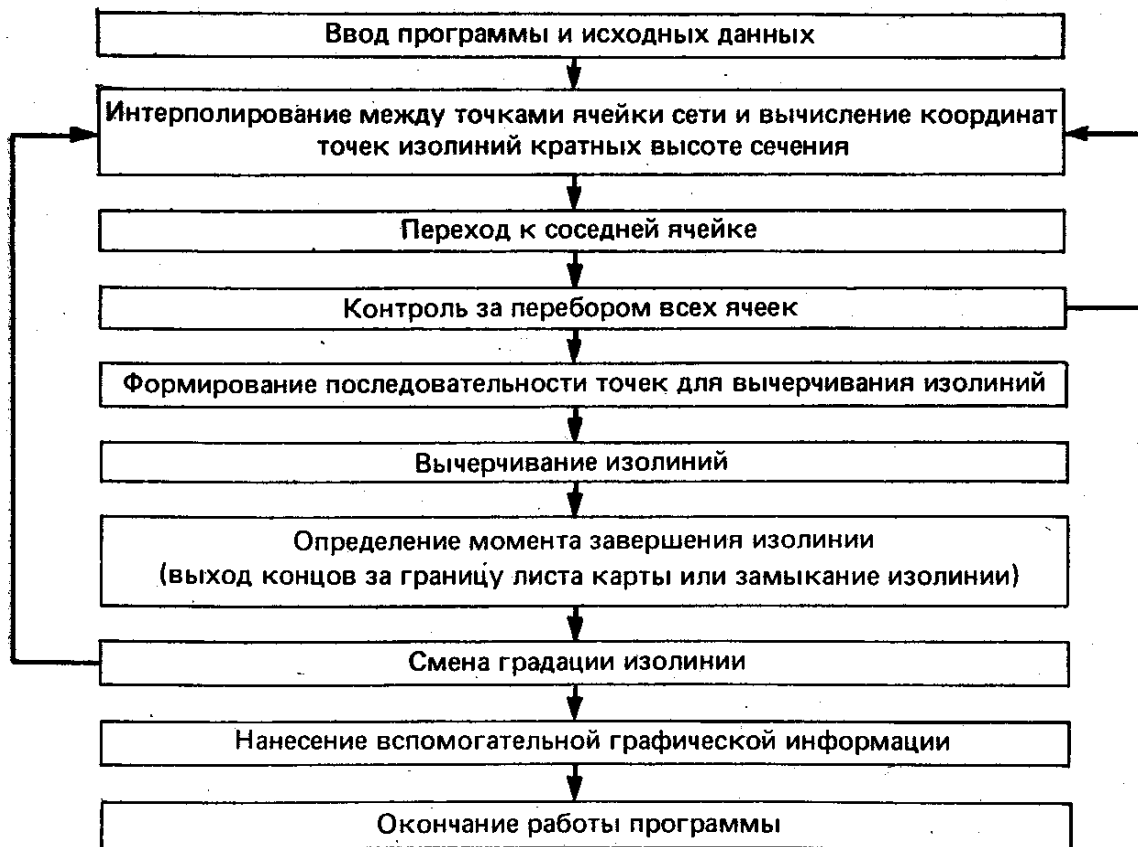 Ввод программы и исходных данных
Интерполирование между точками ячейки сети и вычисление координат
точек изолиний кратных высоте сечения
Переход к соседней ячейке
Контроль за перебором всех ячеек
Формирование последовательности точек для вычерчивания изолиний
Вычерчивание изолиний
Определение момента завершения изолинии
(выход концов за границу листа карты или замыкание изолинии)
Смена градации изолинии
Нанесение вспомогательной графической информации
Окончание работы программы